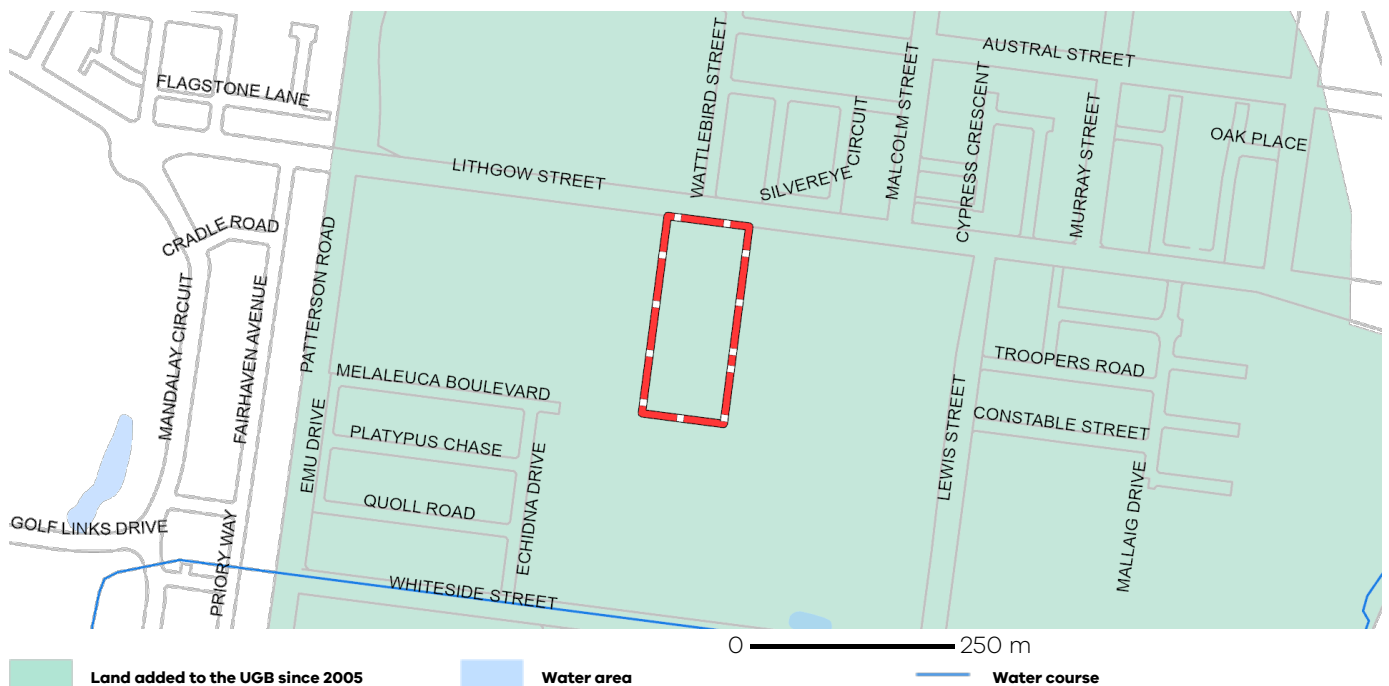 WATTLEBIRD STREET
AUSTRAL STREET
FLAGSTONE LANE
MALCOLM STREET
CYPRESS CRESCENT
MURRAY STREET
OAK PLACE
LITHGOW STREET
SILVEREYE CIRCUIT
CRADLE ROAD
PATTERSON ROAD
MANDALAY CIRCUIT
FAIRHAVEN AVENUE
MELALEUCA BOULEVARD
TROOPERS ROAD
EMU DRIVE
PLATYPUS CHASE
CONSTABLE STREET
LEWIS STREET
QUOLL ROAD
ECHIDNA DRIVE
MALLAIG DRIVE
GOLF LINKS DRIVE
PRIORY WAY
WHITESIDE STREET
0 250 m
Land added to the UGB since 2005
Water area
Water course